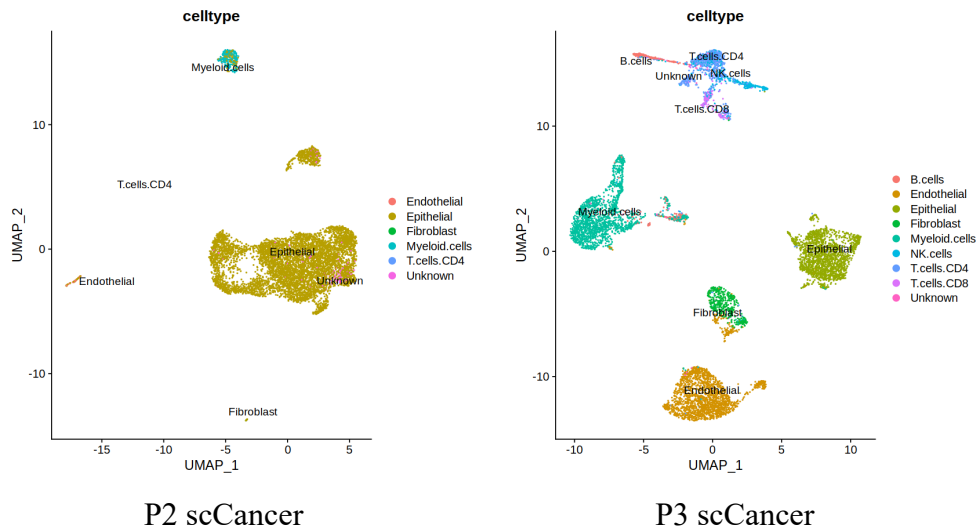 celltype
Myeloid.cells
10
T.cells.CD4
UMAP_2
0
Epithelial
Endothelial
Unknown
-10
Fibroblast
-15
-10
-5
0
5
UMAP_1
Endothelial
Epithelial
Fibroblast
Myeloid.cells
T.cells.CD4
Unknown
P2 scCancer
celltype
B.cells
T.cells.CD4
Unknown
NK.cells
T.cells.CD8
10
Myeloid.cells
UMAP_2
0
Epithelial
Fibroblast
-10
Endothelial
-10
-5
0
5
10
UMAP_1
B.cells
Endothelial
Epithelial
Fibroblast
Myeloid.cells
NK.cells
T.cells.CD4
T.cells.CD8
Unknown
P3 scCancer